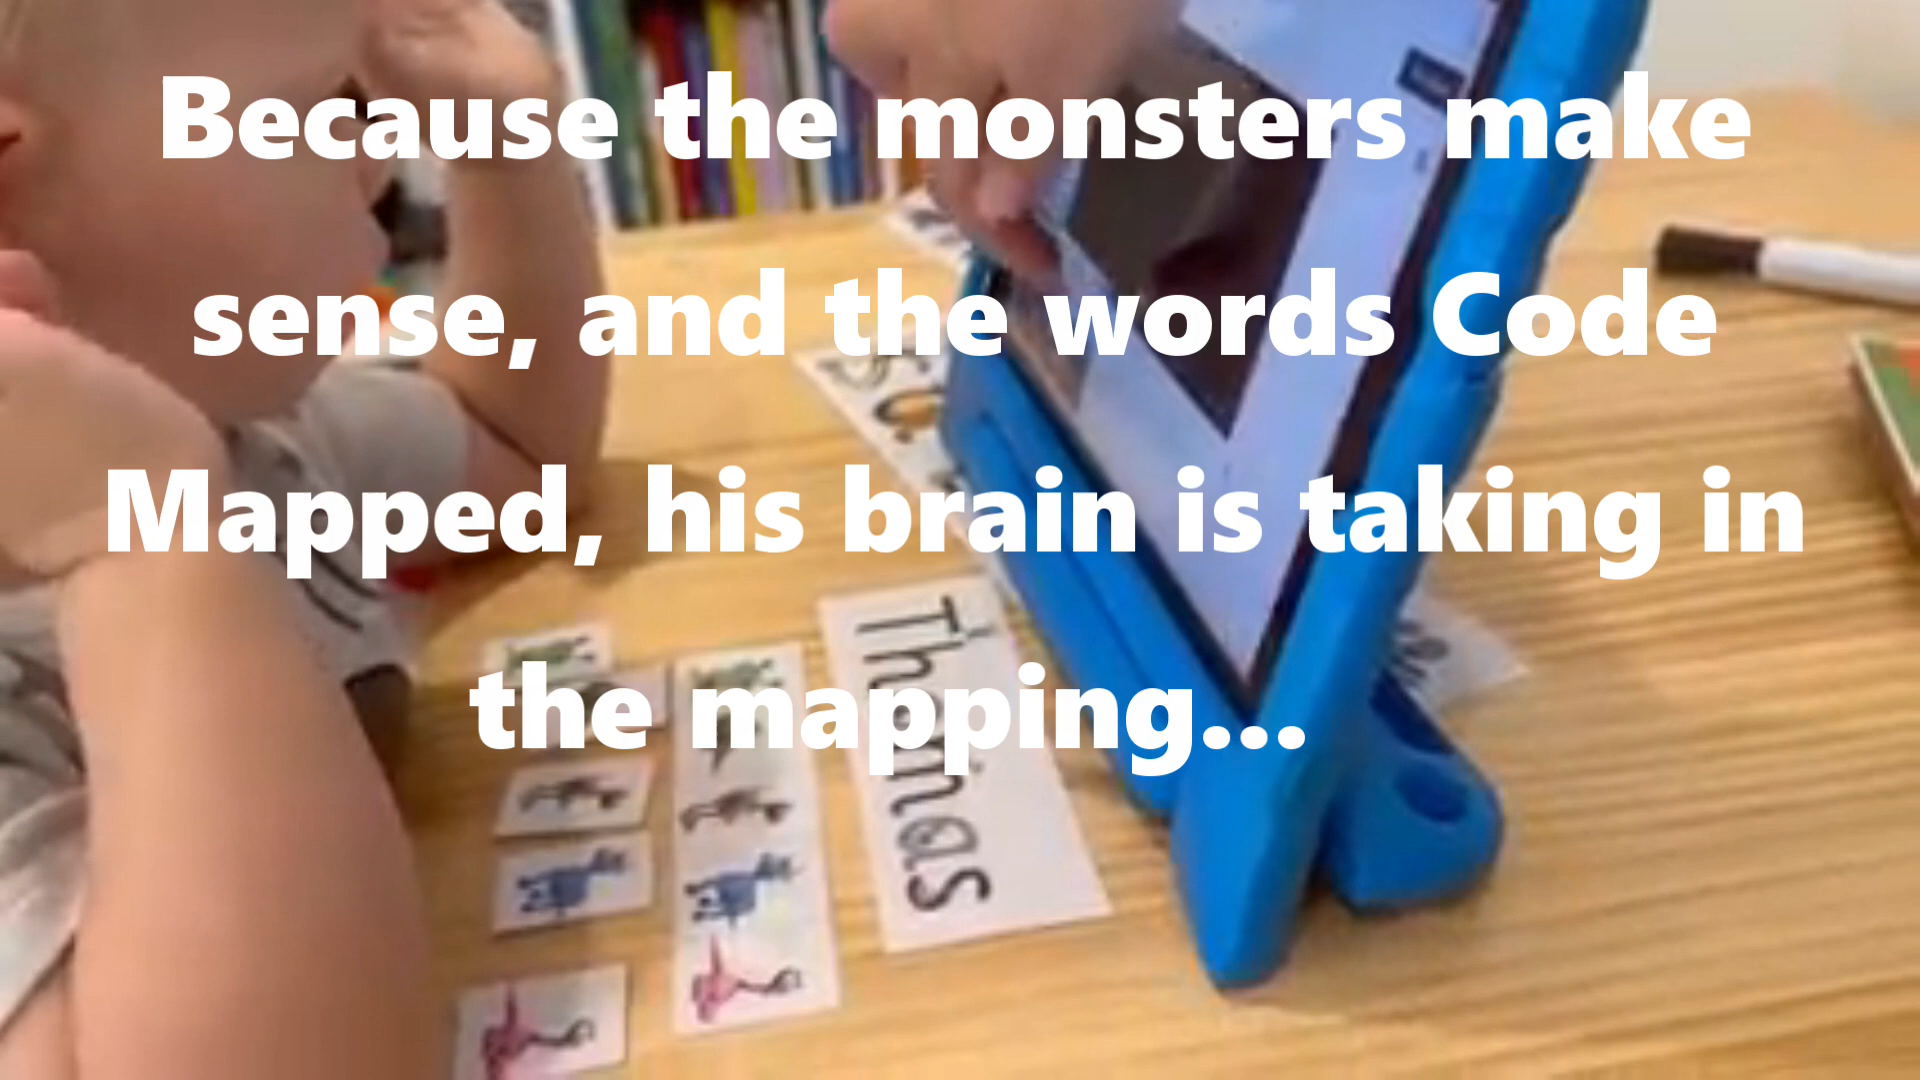 Because the monsters make
sense, and the words Code
Mapped, his brain is taking in
the mapping...
Thomas